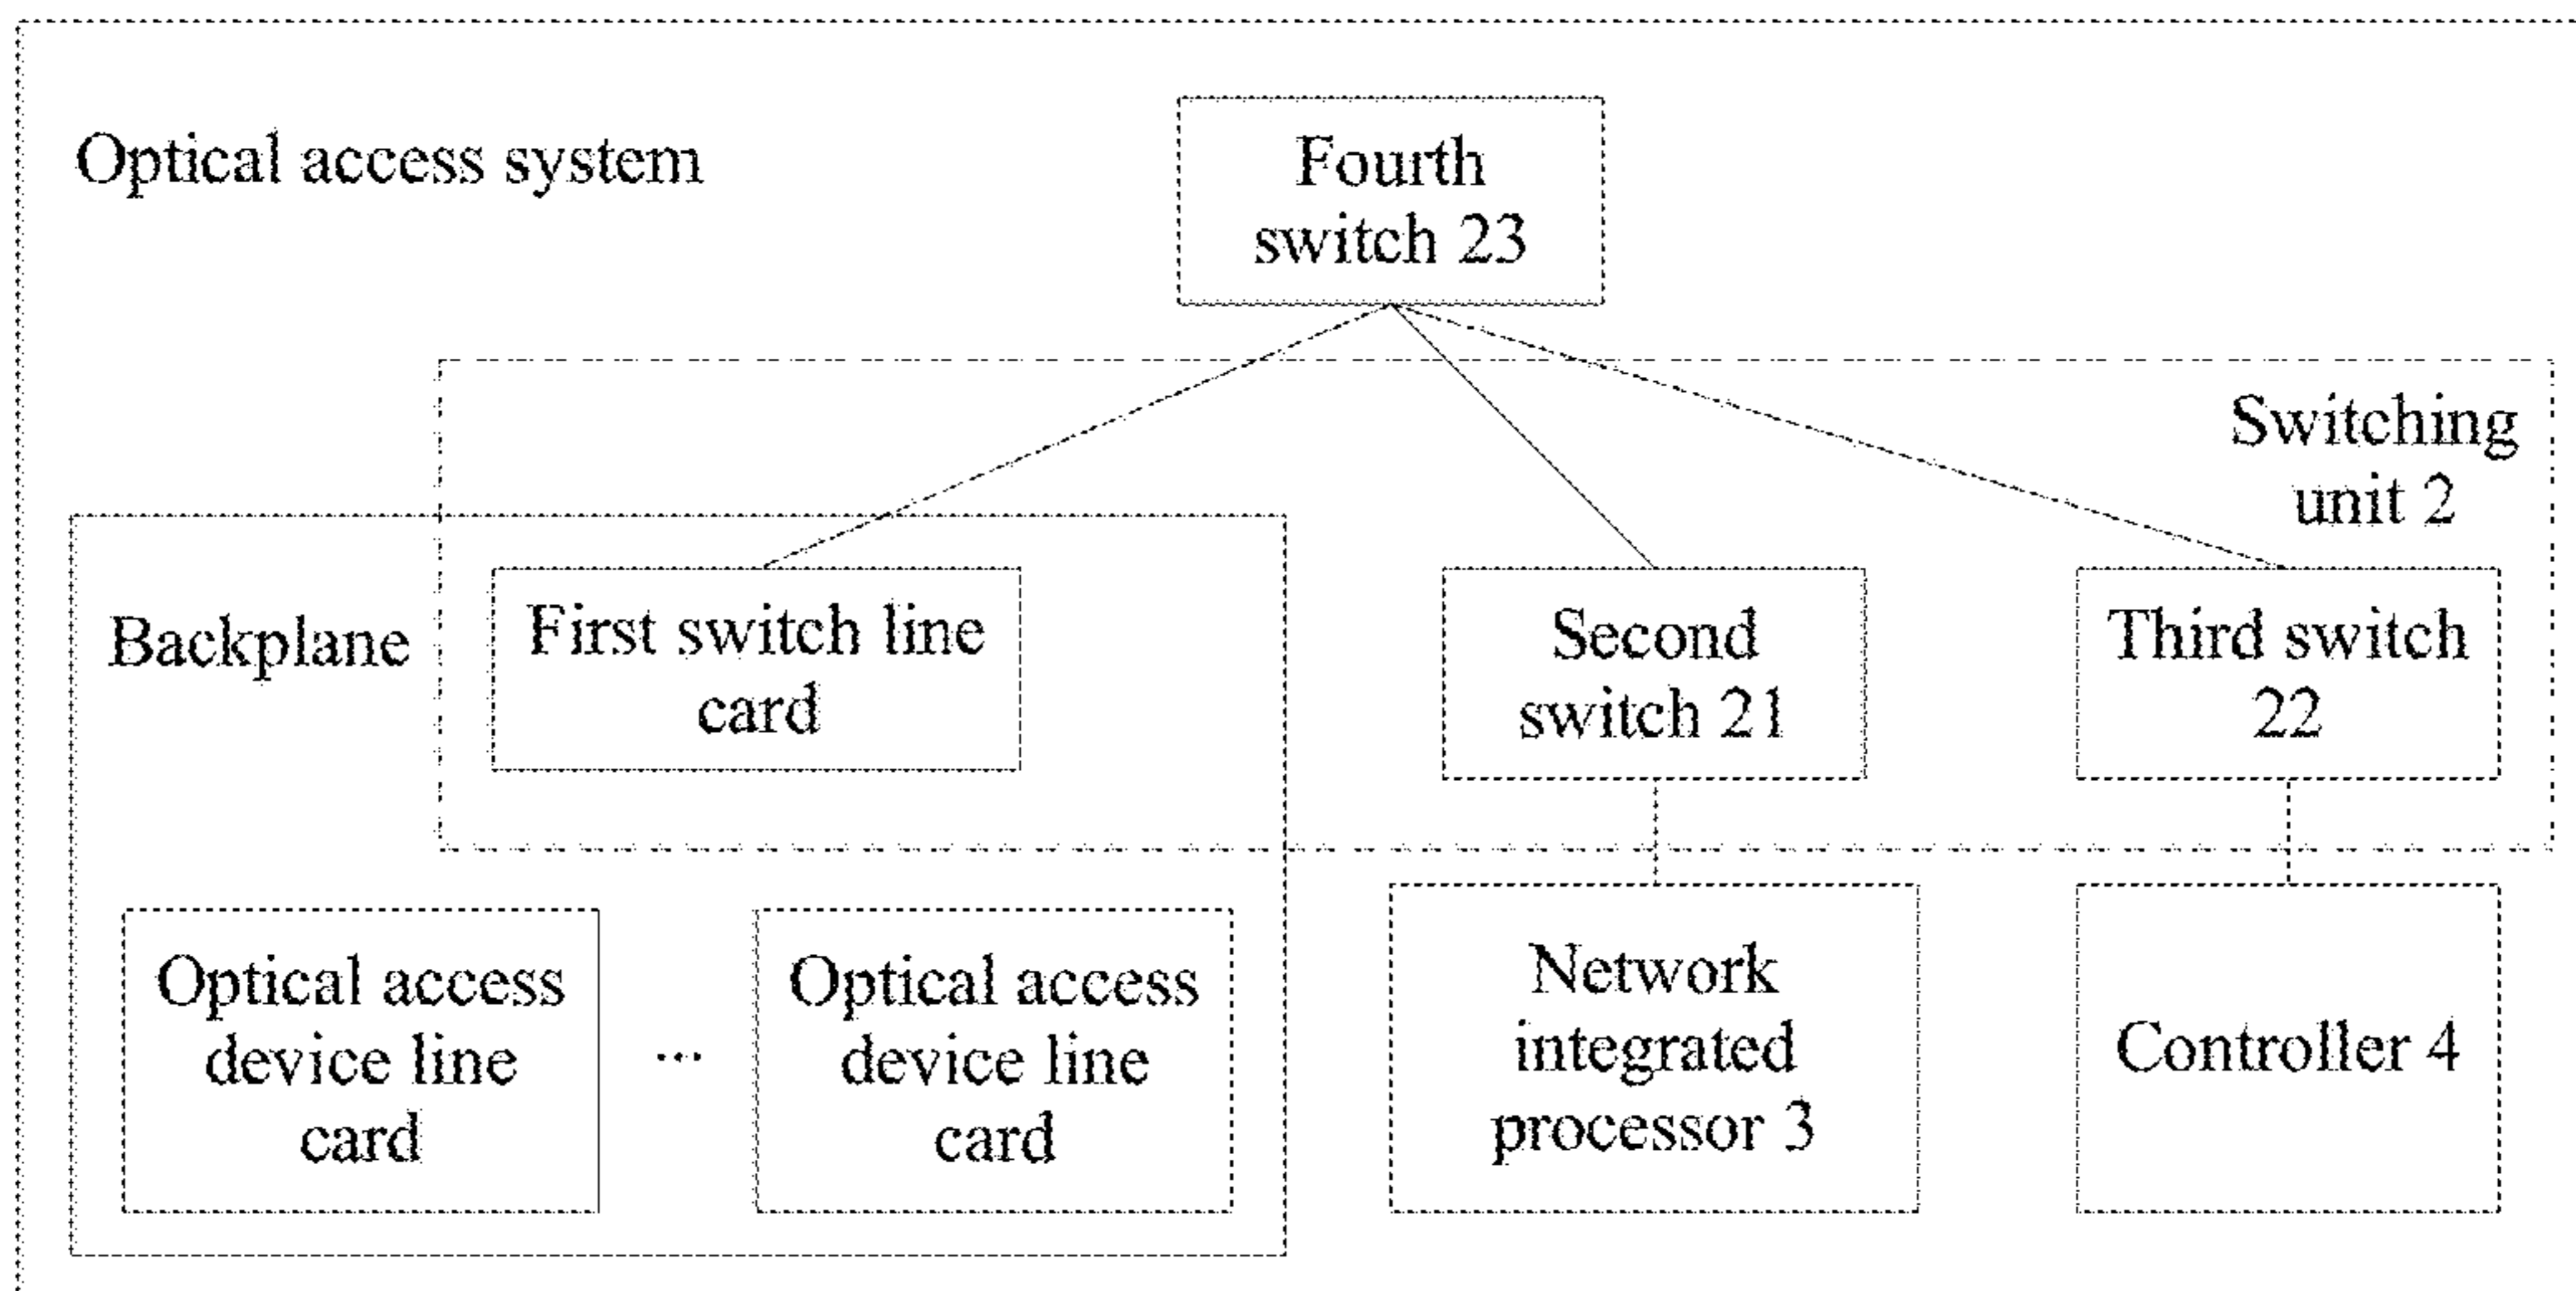 Optical access system
Fourth
switch 23
Switching
unit 2
Backplane
First switch line
card
Second
switch 21
Third switch
22
Optical access
device line
card
...
Optical access
device line
card
Network
integrated
processor 3
Controller 4